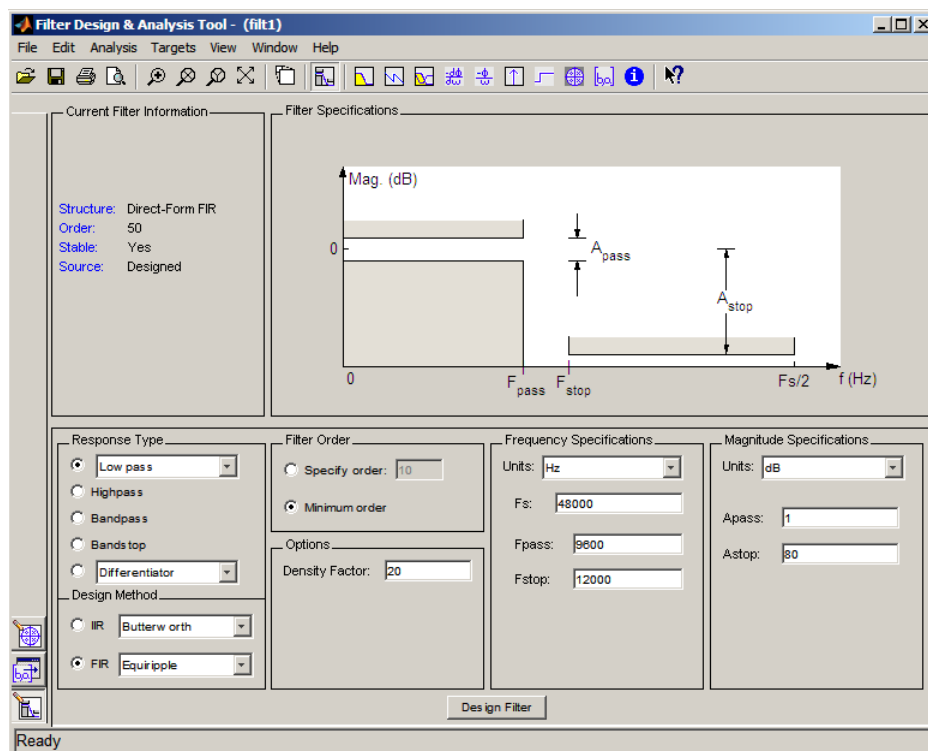 Filter Design & Analysis Tool - (filt1)
File Edit Analysis Targets View Window Help
Current Filter Information
Structure: Direct-Form FIR
Order: 50
Stable: Yes
Source: Designed
Filter Specifications
Mag. (dB)
0
A pass
A stop
0
F pass
F stop
Fs/2
f (Hz)
Response Type
Low pass
Highpass
Bandpass
Bandstop
Differentiator
Design Method
IIR Butterworth
FIR Equiripple
Filter Order
Specify order: 10
Minimum order
Options
Density Factor: 20
Frequency Specifications
Units: Hz
Fs: 48000
Fpass: 9600
Fstop: 12000
Magnitude Specifications
Units: dB
Apass: 1
Astop: 80
Design Filter
Ready